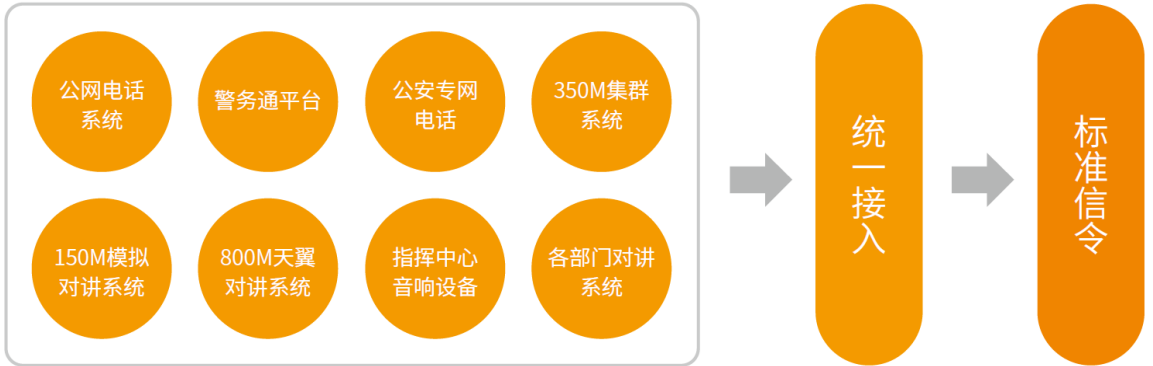 公网电话
系统
警务通平台
公安专网
电话
350M集群
系统
150M模拟
对讲系统
800M天翼
对讲系统
指挥中心
音响设备
各部门对讲
系统
统一接入
标准信令